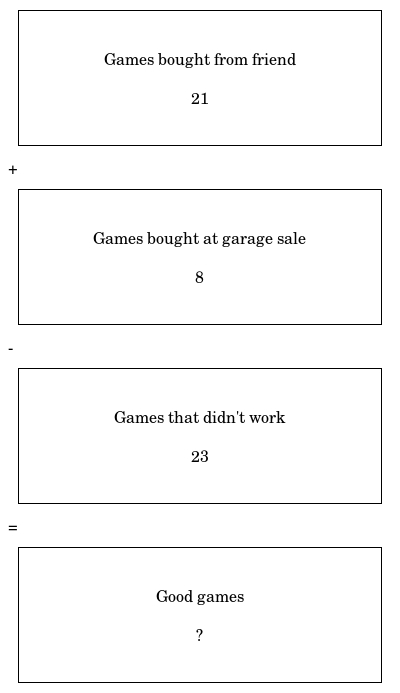 Games bought from friend
21
+
Games bought at garage sale
8
-
Games that didn't work
23
=
Good games
?